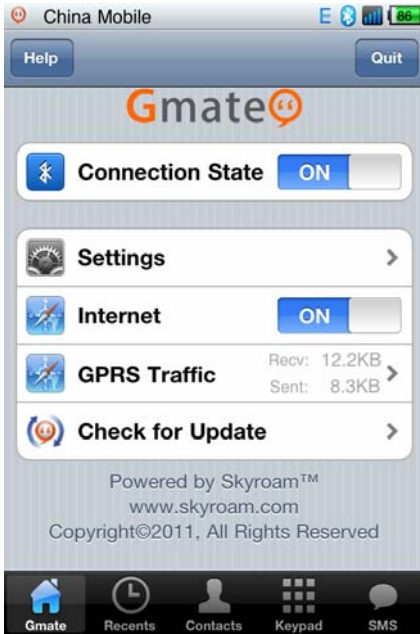 China Mobile E 86
Help Quit
Gmate
Connection State ON
Settings
Internet ON
GPRS Traffic Recv: 12.2KB
Sent: 8.3KB
Check for Update
Powered by Skyroam™
www.skyroam.com
Copyright©2011, All Rights Reserved
Gmate Recents Contacts Keypad SMS